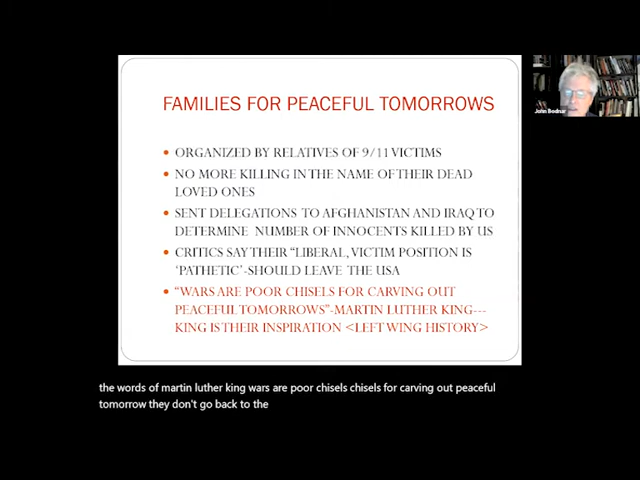 FAMILIES FOR PEACEFUL TOMORROWS
John Bodnar
• ORGANIZED BY RELATIVES OF 9/11 VICTIMS
• NO MORE KILLING IN THE NAME OF THEIR DEAD
LOVED ONES
• SENT DELEGATIONS TO AFGHANISTAN AND IRAQ TO
DETERMINE NUMBER OF INNOCENTS KILLED BY US
• CRITICS SAY THEIR “LIBERAL, VICTIM POSITION IS
‘PATHETIC’-SHOULD LEAVE THE USA
• “WARS ARE POOR CHISELS FOR CARVING OUT
PEACEFUL TOMORROWS”-MARTIN LUTHER KING---
KING IS THEIR INSPIRATION <LEFT WING HISTORY>
the words of martin luther king wars are poor chisels chisels for carving out peaceful
tomorrow they don't go back to the